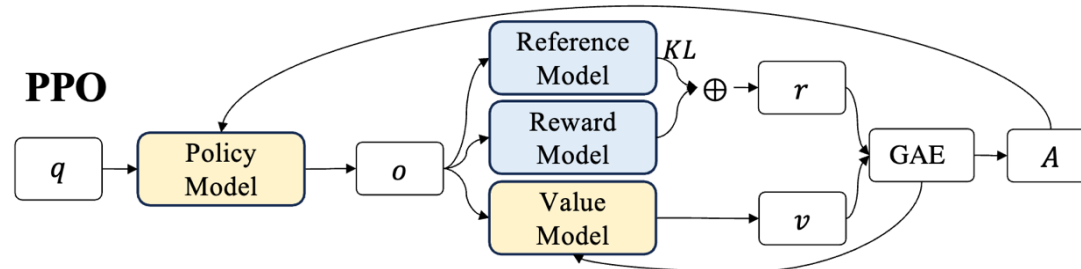 PPO
q
Policy
Model
o
Reference
Model
KL
Reward
Model
Value
Model
⊕
r
v
GAE
A